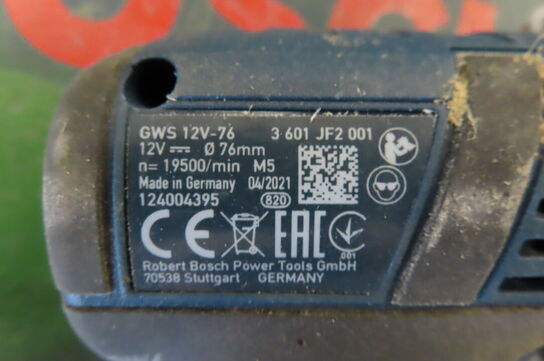 GWS 12V-76 3 601 JF2 001
12V ⎓ Ø 76mm
n= 19500/min M5
Made in Germany 04/2021
124004395 820
CE EAC
001
Robert Bosch Power Tools GmbH
70538 Stuttgart GERMANY